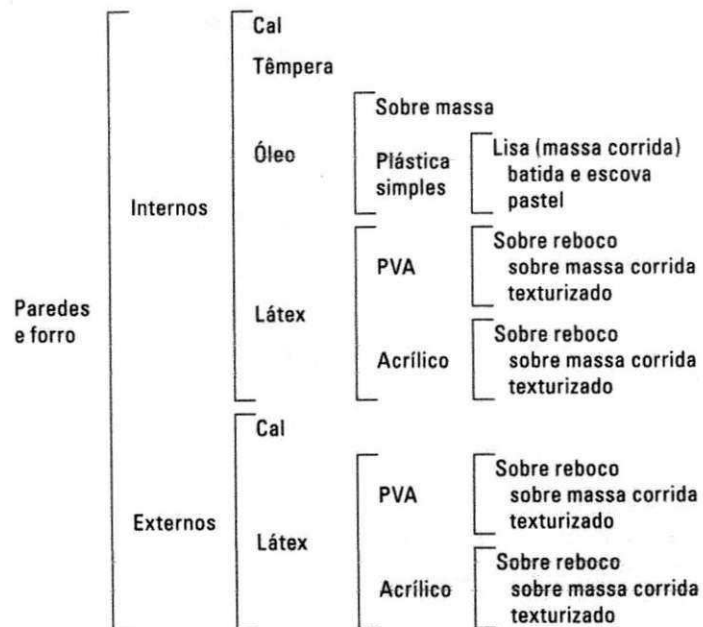 Cal
Têmpera
Sobre massa
Óleo
Plástica
simples
Lisa (massa corrida)
batida e escova
pastel
Internos
PVA
Sobre reboco
sobre massa corrida
texturizado
Paredes
e forro
Látex
Acrílico
Sobre reboco
sobre massa corrida
texturizado
Cal
Externos
Látex
PVA
Sobre reboco
sobre massa corrida
texturizado
Acrílico
Sobre reboco
sobre massa corrida
texturizado